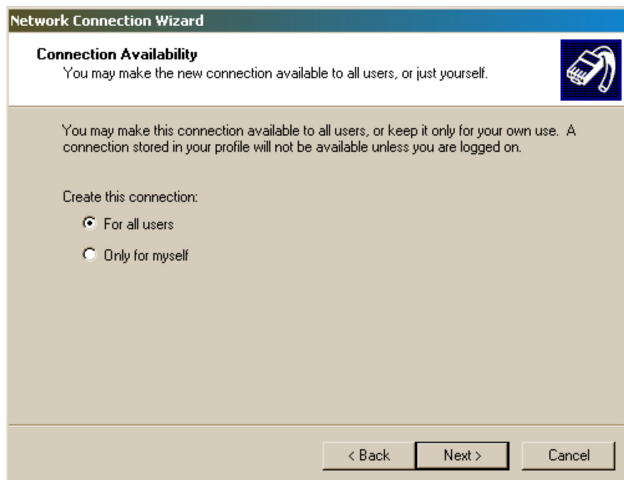 Network Connection Wizard
Connection Availability
You may make the new connection available to all users, or just yourself.
You may make this connection available to all users, or keep it only for your own use. A
connection stored in your profile will not be available unless you are logged on.
Create this connection:
For all users
Only for myself
< Back Next > Cancel